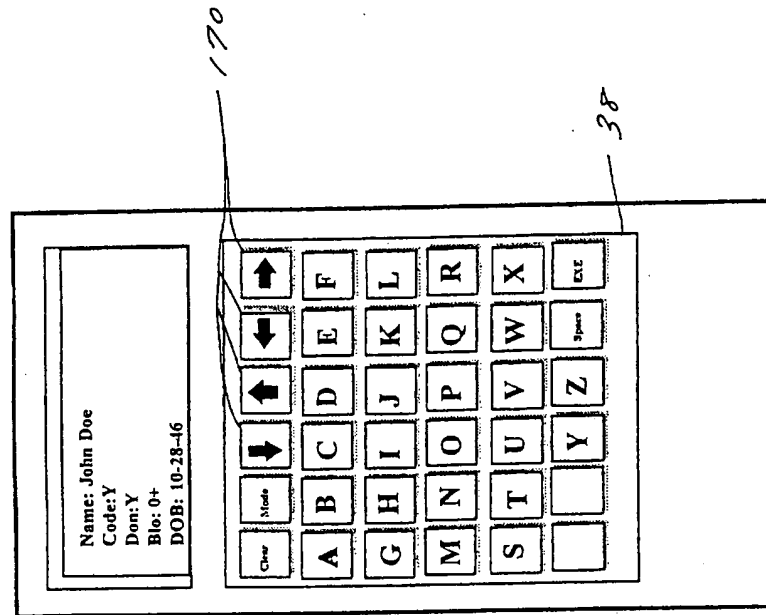 170
38
Name: John Doe
Code:Y
Don:Y
Blo: 0+
DOB: 10-28-46
Clear Mode
A B C D E F
G H I J K L
M N O P Q R
S T U V W X
Y Z Space EXE